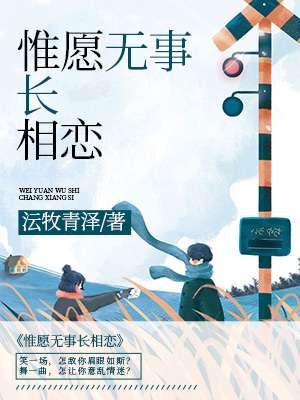 惟愿无事
长
相恋
WEI YUAN WU SHI
CHANG XIANG SI
沄牧青泽/著
《惟愿无事长相恋》
笑一场，怎敌你眉眼如斯？
舞一曲，怎让你意乱情迷？